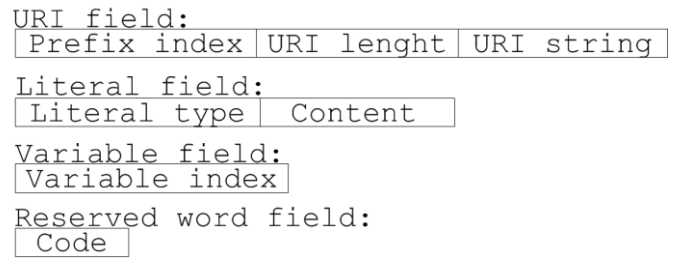 URI field:
Prefix index URI lenght URI string
Literal field:
Literal type Content
Variable field:
Variable index
Reserved word field:
Code